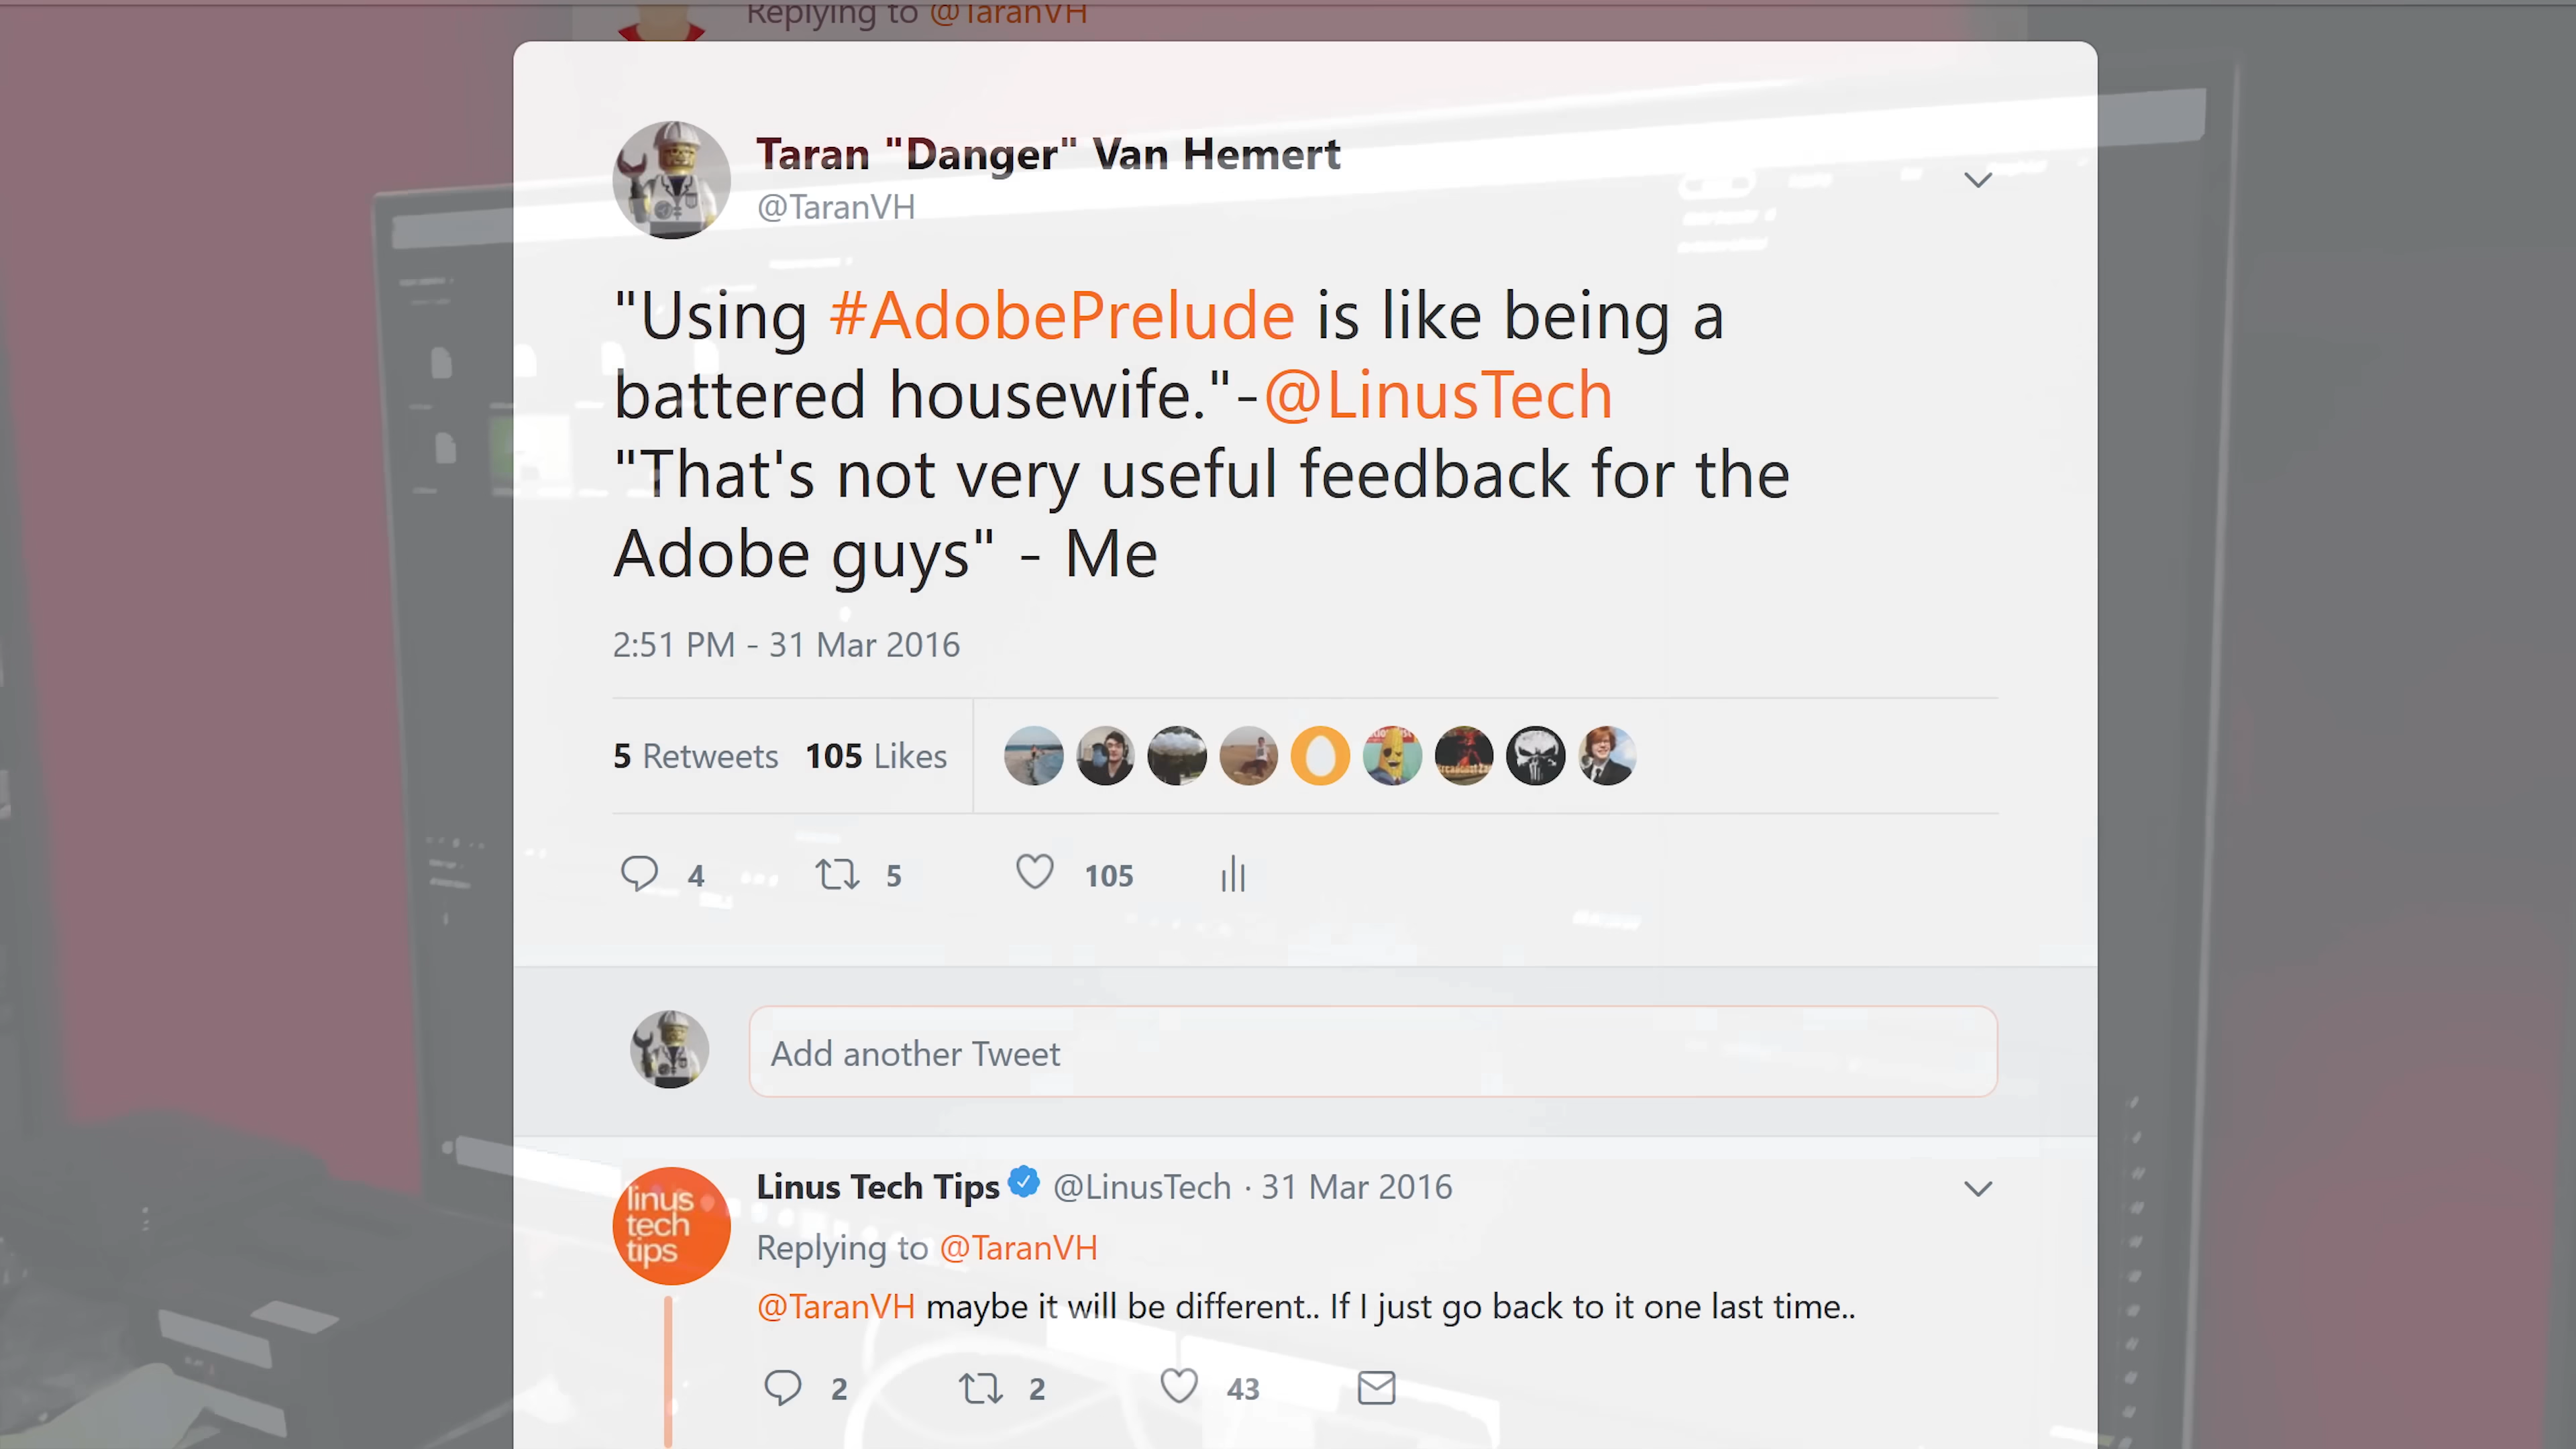 Replying to @TaranVH
Taran "Danger" Van Hemert
@TaranVH
"Using #AdobePrelude is like being a
battered housewife."-@LinusTech
"That's not very useful feedback for the
Adobe guys" - Me
2:51 PM - 31 Mar 2016
5 Retweets 105 Likes
4 5 105
Add another Tweet
linus
tech
tips
Linus Tech Tips @LinusTech · 31 Mar 2016
Replying to @TaranVH
@TaranVH maybe it will be different.. If I just go back to it one last time..
2 2 43